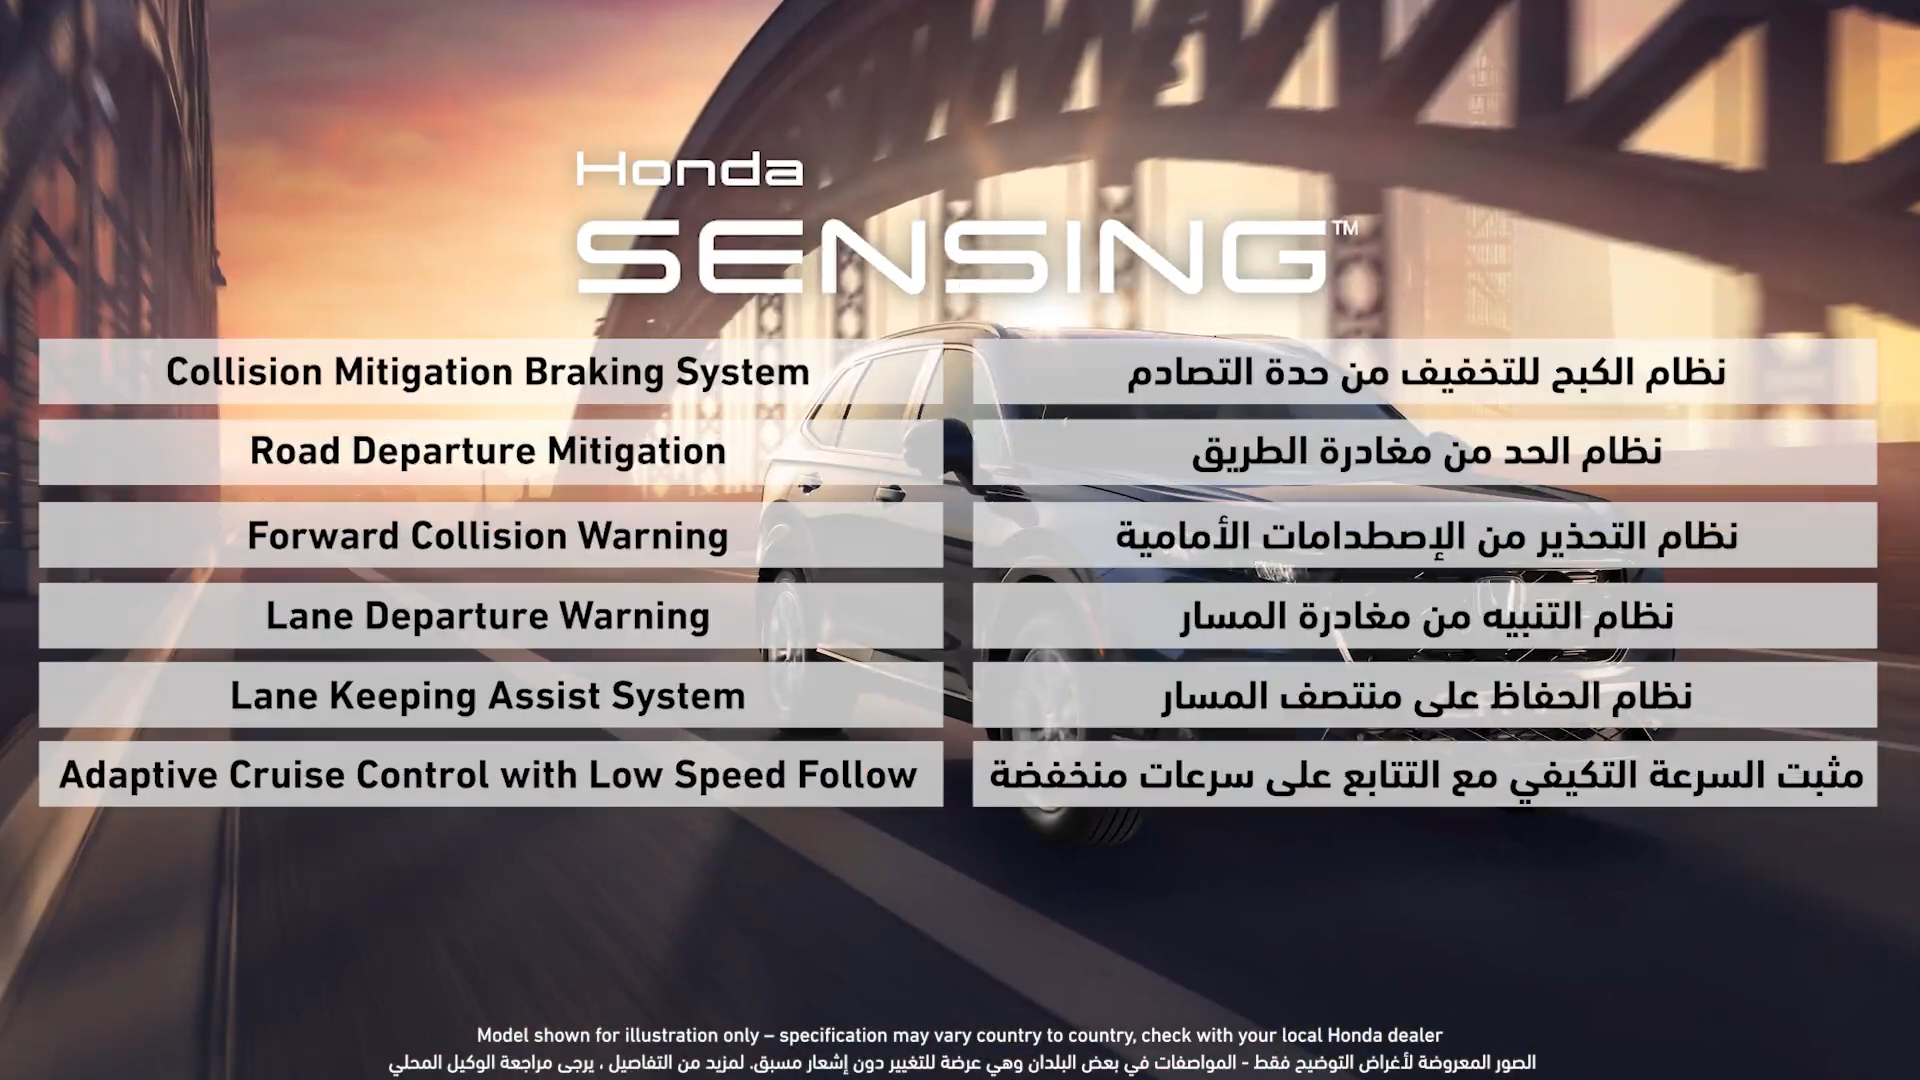 Honda
SENSING™
Collision Mitigation Braking System
نظام الكبح للتخفيف من حدة التصادم
Road Departure Mitigation
نظام الحد من مغادرة الطريق
Forward Collision Warning
نظام التحذير من الإصطدامات الأمامية
Lane Departure Warning
نظام التنبيه من مغادرة المسار
Lane Keeping Assist System
نظام الحفاظ على منتصف المسار
Adaptive Cruise Control with Low Speed Follow
مثبت السرعة التكيفي مع التتابع على سرعات منخفضة
Model shown for illustration only – specification may vary country to country, check with your local Honda dealer
الصور المعروضة لأغراض التوضيح فقط - المواصفات في بعض البلدان وهي عرضة للتغيير دون إشعار مسبق. لمزيد من التفاصيل ، يرجى مراجعة الوكيل المحلي